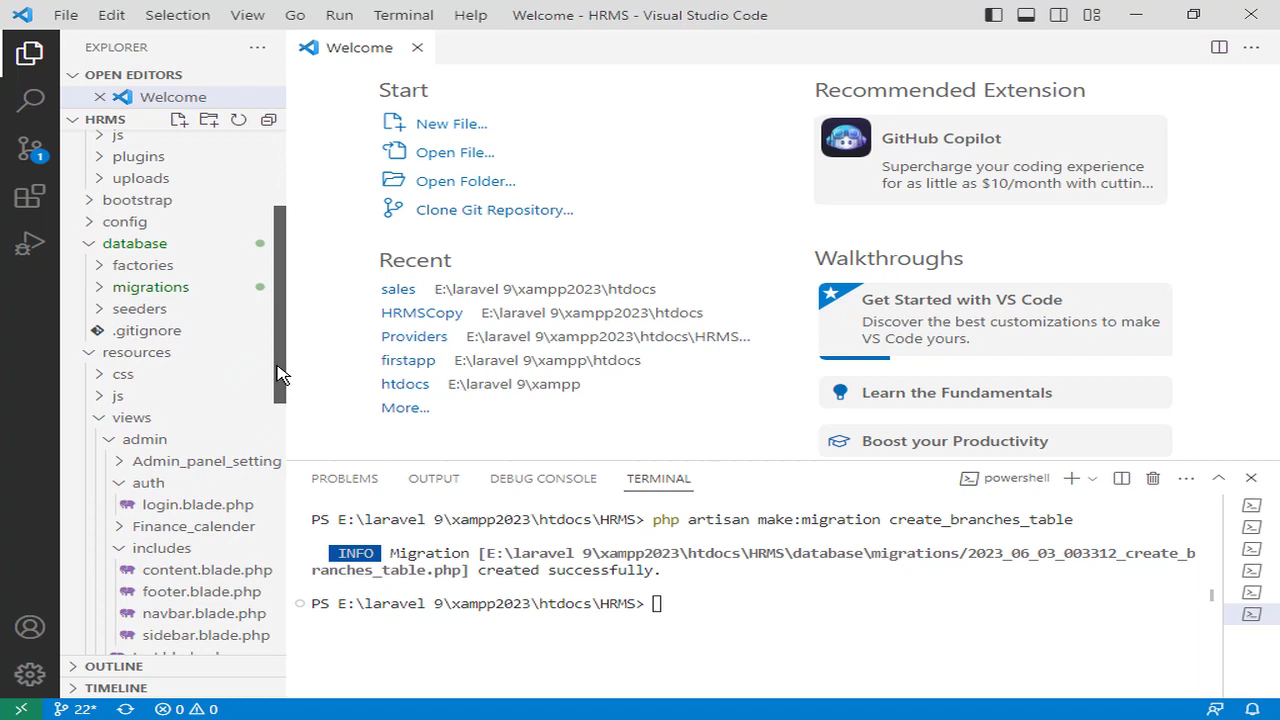 File Edit Selection View Go Run Terminal Help Welcome - HRMS - Visual Studio Code
EXPLORER
OPEN EDITORS
Welcome
HRMS
js
plugins
uploads
bootstrap
config
database
factories
migrations
seeders
.gitignore
resources
css
js
views
admin
Admin_panel_setting
auth
login.blade.php
Finance_calender
includes
content.blade.php
footer.blade.php
navbar.blade.php
sidebar.blade.php
OUTLINE
TIMELINE
1
Welcome
Start
New File...
Open File...
Open Folder...
Clone Git Repository...
Recent
sales E:\laravel 9\xampp2023\htdocs
HRMSCopy E:\laravel 9\xampp2023\htdocs
Providers E:\laravel 9\xampp2023\htdocs\HRMS...
firstapp E:\laravel 9\xampp\htdocs
htdocs E:\laravel 9\xampp
More...
Recommended Extension
GitHub Copilot
Supercharge your coding experience
for as little as $10/month with cuttin...
Walkthroughs
Get Started with VS Code
Discover the best customizations to make
VS Code yours.
Learn the Fundamentals
Boost your Productivity
PROBLEMS OUTPUT DEBUG CONSOLE TERMINAL powershell
PS E:\laravel 9\xampp2023\htdocs\HRMS> php artisan make:migration create_branches_table
INFO Migration [E:\laravel 9\xampp2023\htdocs\HRMS\database\migrations/2023_06_03_003312_create_b
ranches_table.php] created successfully.
PS E:\laravel 9\xampp2023\htdocs\HRMS>
22* 0 0